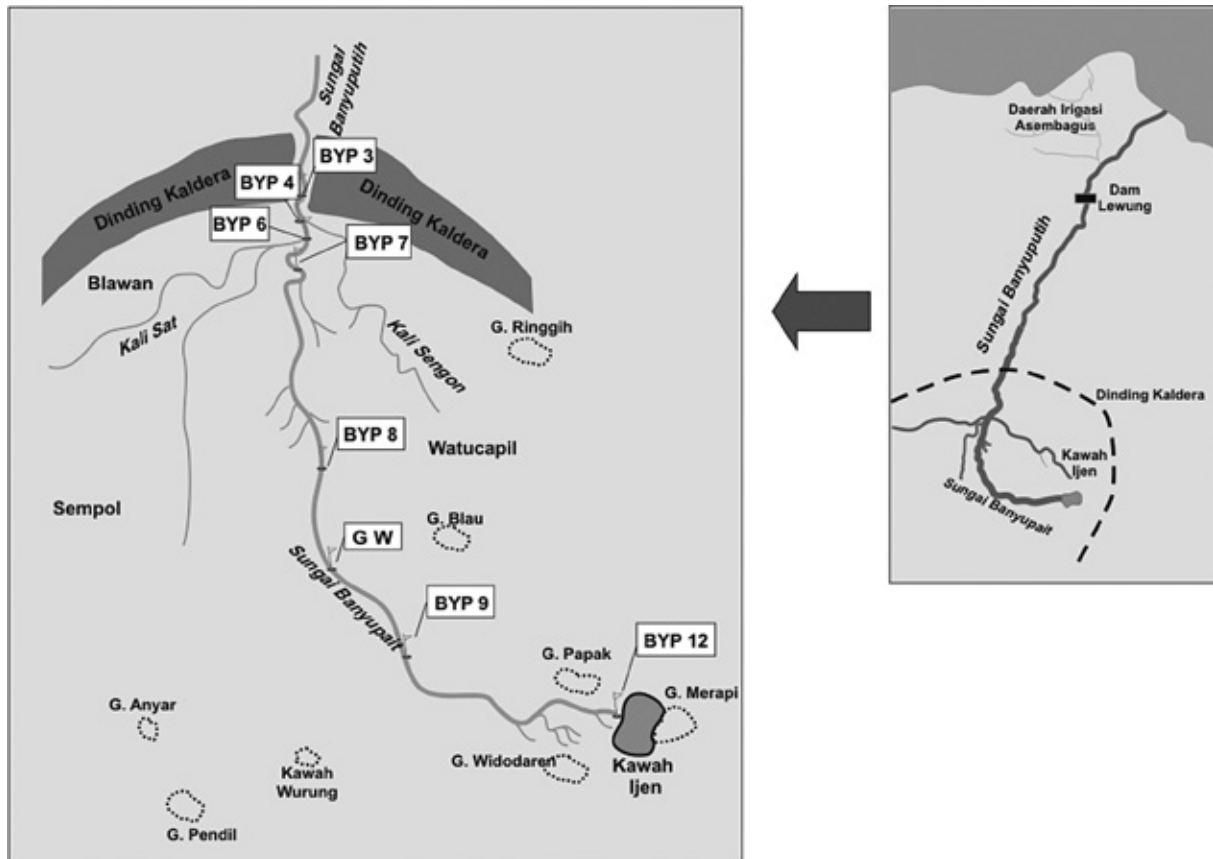 Sungai
Banyuputih
BYP 3
Dinding Kaldera
BYP 4
Dinding Kaldera
BYP 6
BYP 7
Blawan
Kali Sat
Kali Sengon
G. Ringgih
BYP 8
Watucapil
Sempol
G. Blau
G W
Sungai Banyupait
BYP 9
BYP 12
G. Papak
G. Merapi
G. Anyar
G. Widodaren
Kawah
Ijen
Kawah
Wurung
G. Pendil
Daerah Irigasi
Asembagus
Dam
Lewung
Sungai Banyuputih
Dinding Kaldera
Kawah
Ijen
Sungai Banyupait